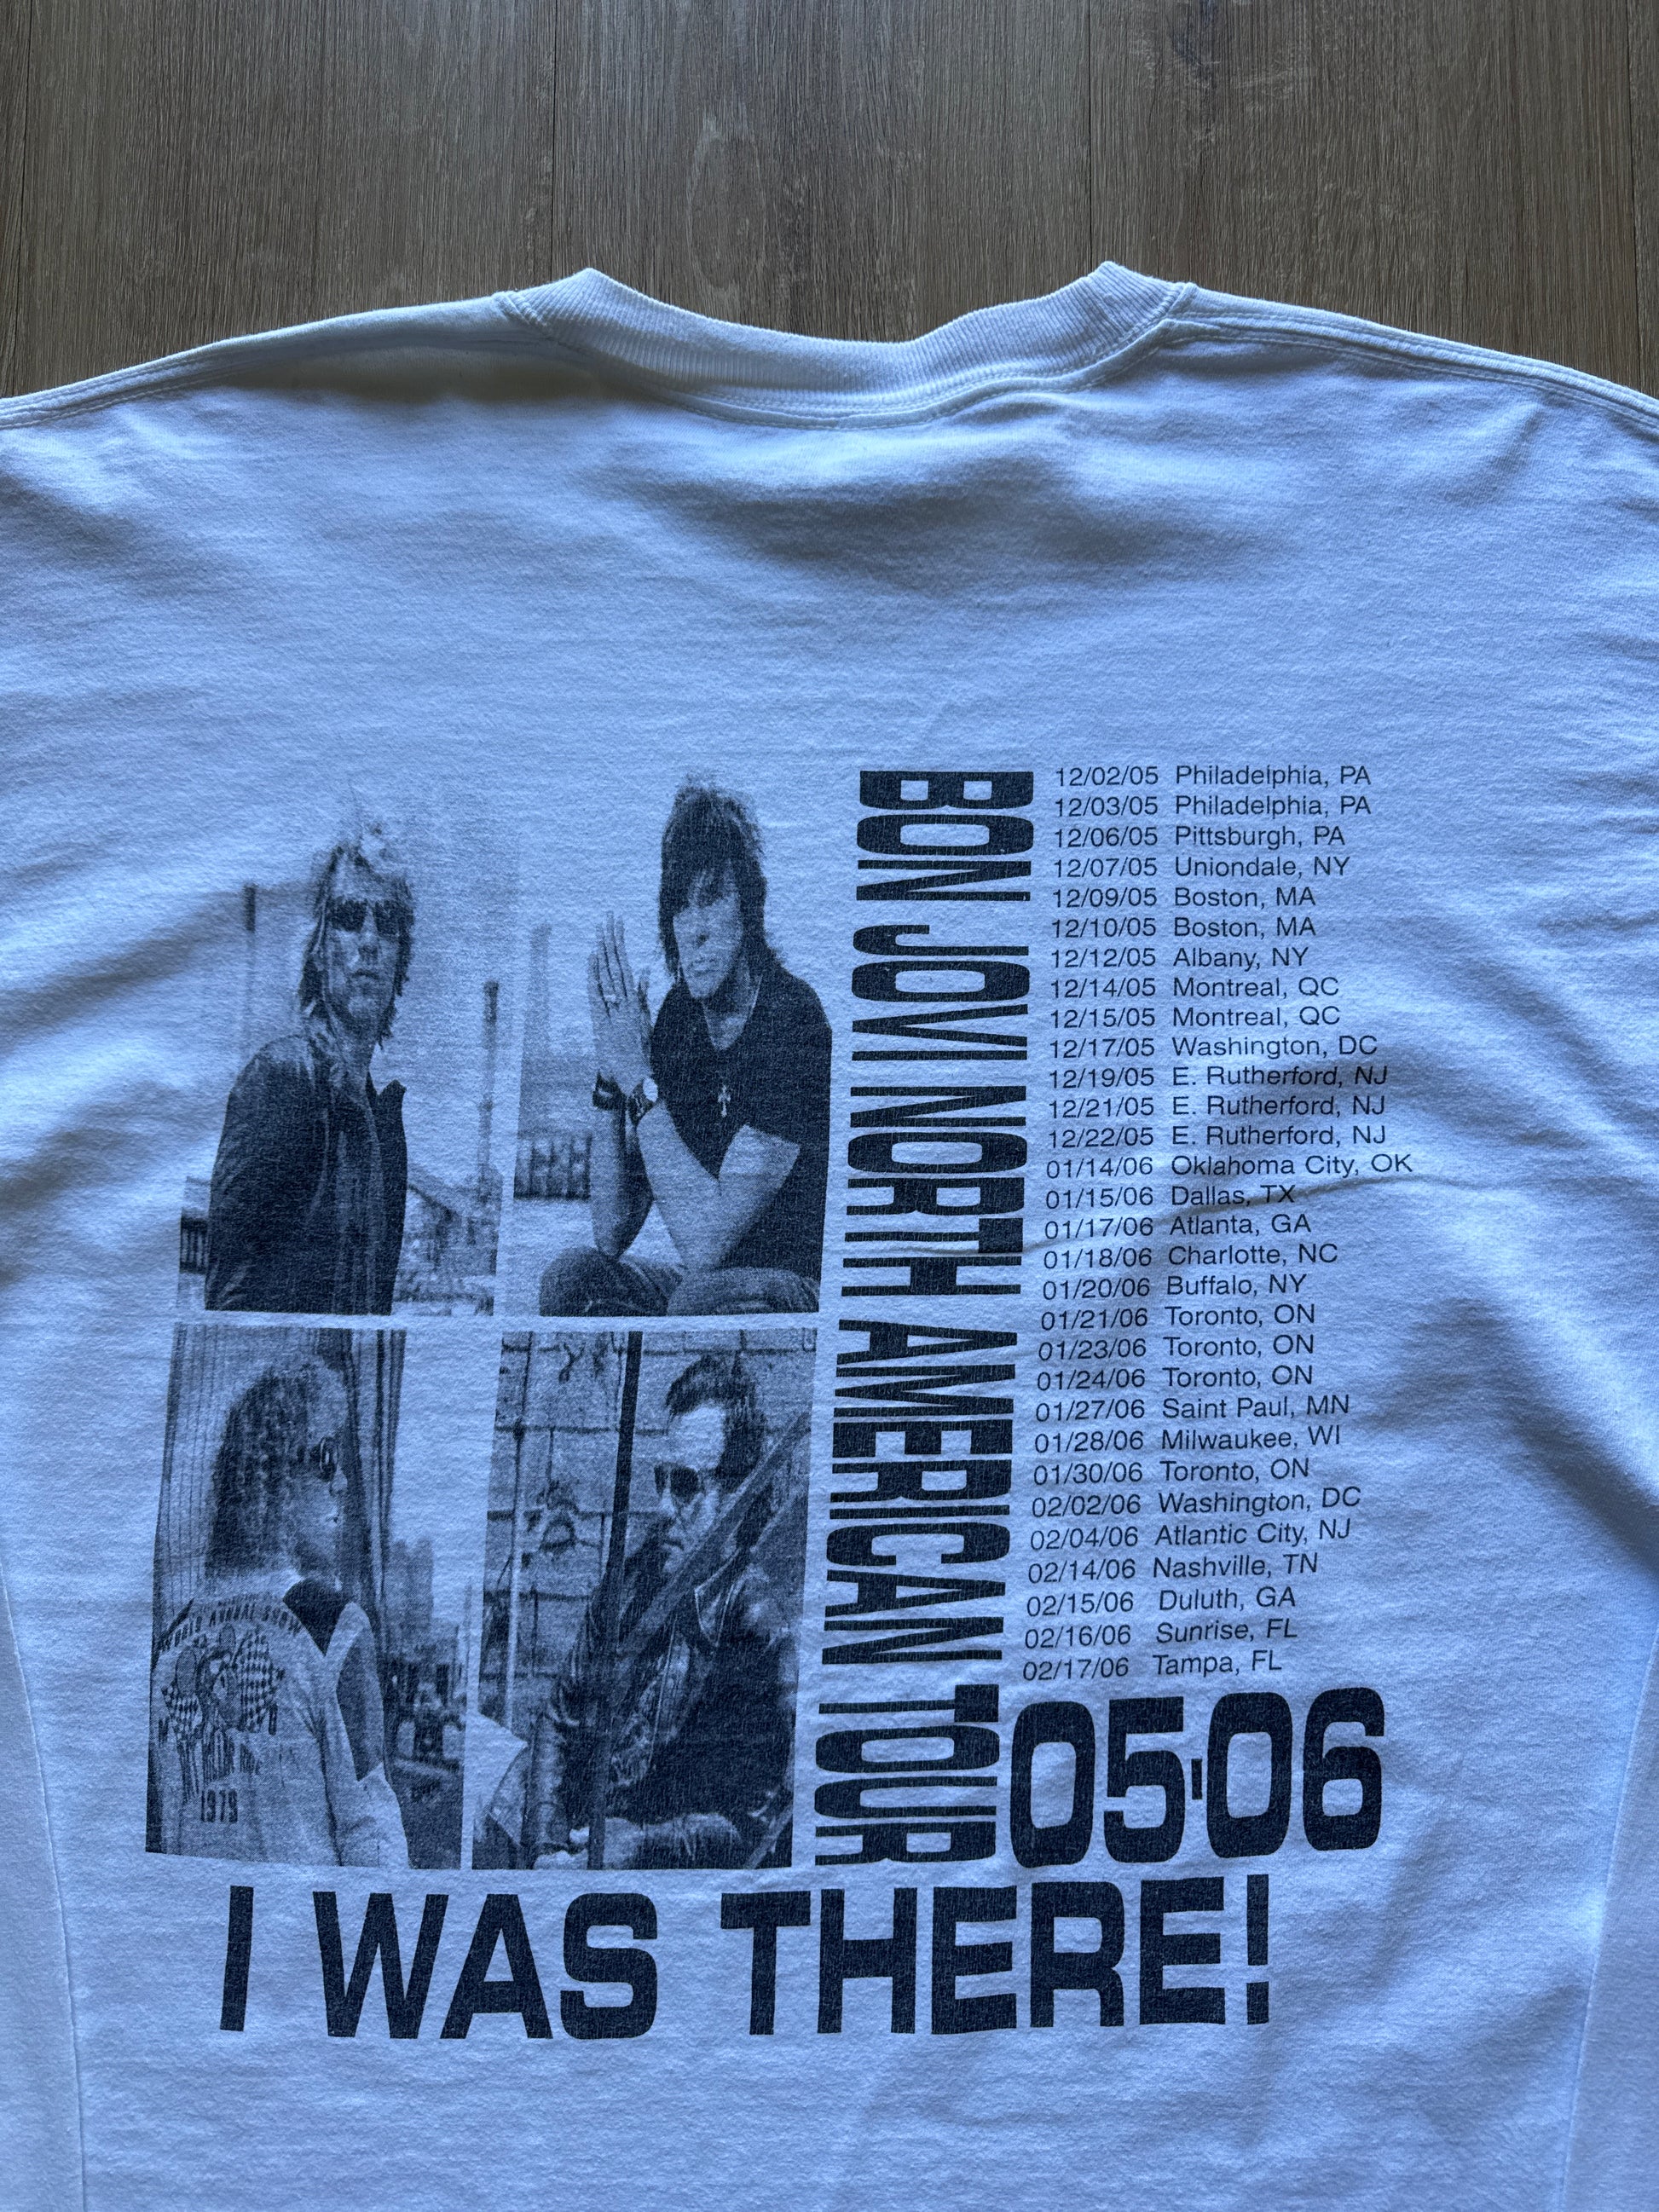 BON JOVI NORTH AMERICAN TOUR
12/02/05 Philadelphia, PA
12/03/05 Philadelphia, PA
12/06/05 Pittsburgh, PA
12/07/05 Uniondale, NY
12/09/05 Boston, MA
12/10/05 Boston, MA
12/12/05 Albany, NY
12/14/05 Montreal, QC
12/15/05 Montreal, QC
12/17/05 Washington, DC
12/19/05 E. Rutherford, NJ
12/21/05 E. Rutherford, NJ
12/22/05 E. Rutherford, NJ
01/14/06 Oklahoma City, OK
01/15/06 Dallas, TX
01/17/06 Atlanta, GA
01/18/06 Charlotte, NC
01/20/06 Buffalo, NY
01/21/06 Toronto, ON
01/23/06 Toronto, ON
01/24/06 Toronto, ON
01/27/06 Saint Paul, MN
01/28/06 Milwaukee, WI
01/30/06 Toronto, ON
02/02/06 Washington, DC
02/04/06 Atlantic City, NJ
02/14/06 Nashville, TN
02/15/06 Duluth, GA
02/16/06 Sunrise, FL
02/17/06 Tampa, FL
05-06
ANNUAL SHOW
1979
I WAS THERE!